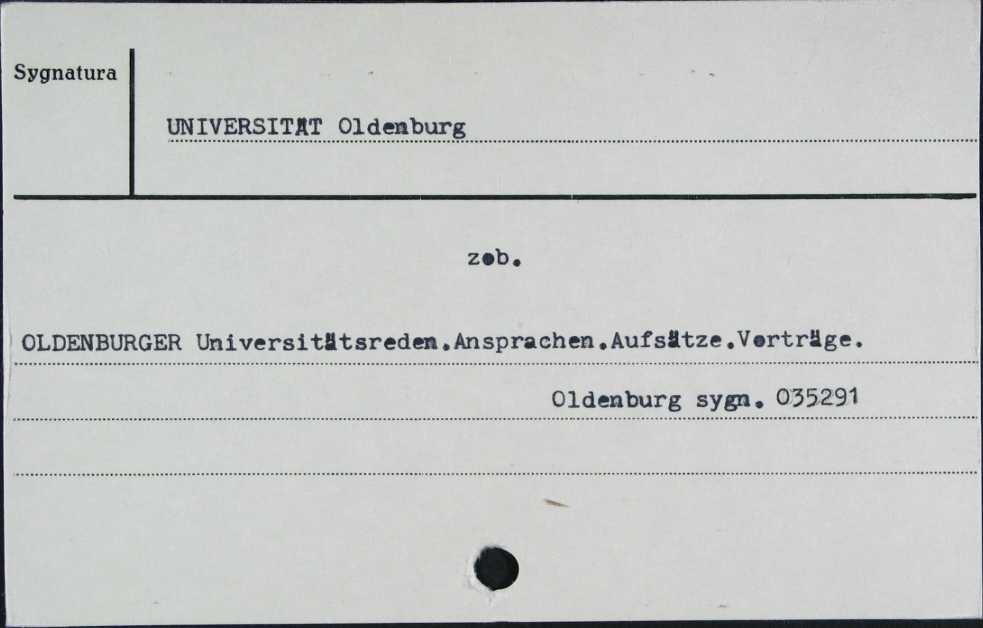 Sygnatura
UNIVERSITÄT Oldenburg
zob.
OLDENBURGER Universitätsreden.Ansprachen.Aufsätze.Vorträge.
Oldenburg sygn. 035291